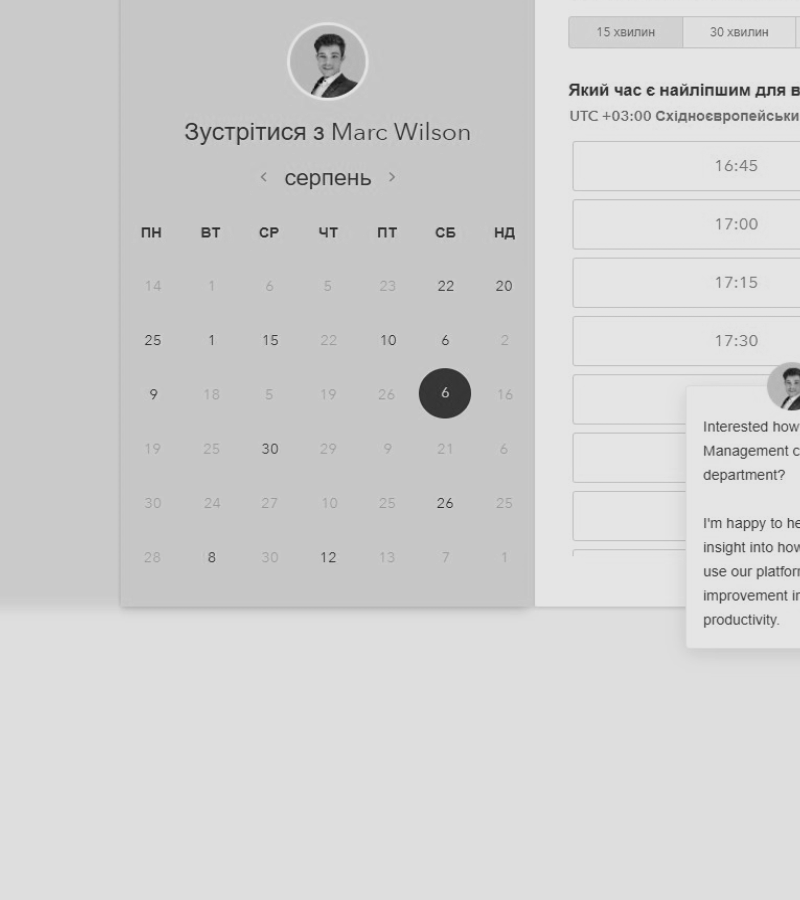 Зустрітися з Marc Wilson
‹ серпень ›
ПН ВТ СР ЧТ ПТ СБ НД
14 1 6 5 23 22 20
25 1 15 22 10 6 2
9 18 5 19 26 6 16
19 25 30 29 9 21 6
30 24 27 10 25 26 25
28 8 30 12 13 7 1
15 хвилин 30 хвилин
Який час є найліпшим для в
UTC +03:00 Східноєвропейськи
16:45
17:00
17:15
17:30
Interested how
Management c
department?
I'm happy to he
insight into how
use our platfor
improvement in
productivity.